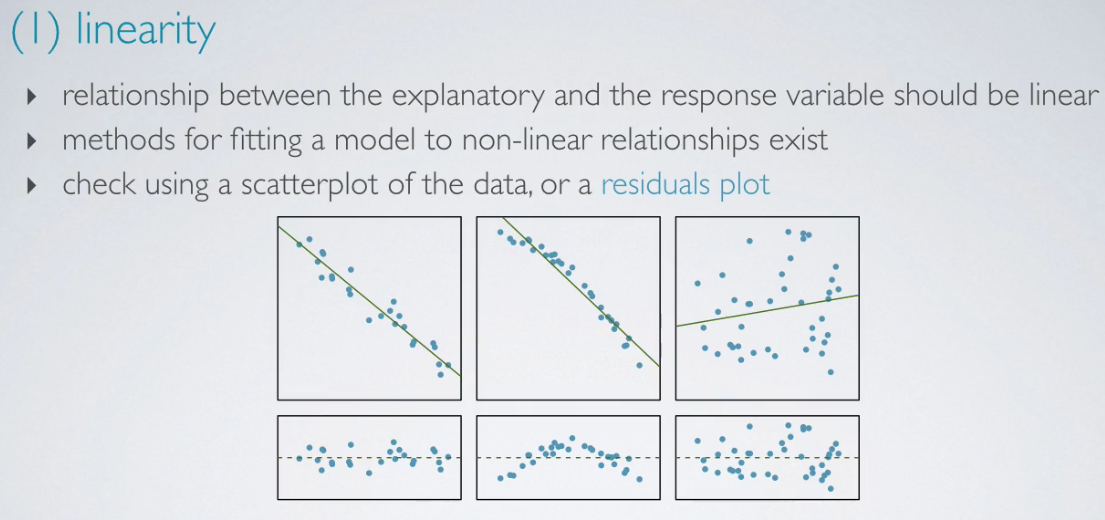 (1) linearity
relationship between the explanatory and the response variable should be linear
methods for fitting a model to non-linear relationships exist
check using a scatterplot of the data, or a residuals plot